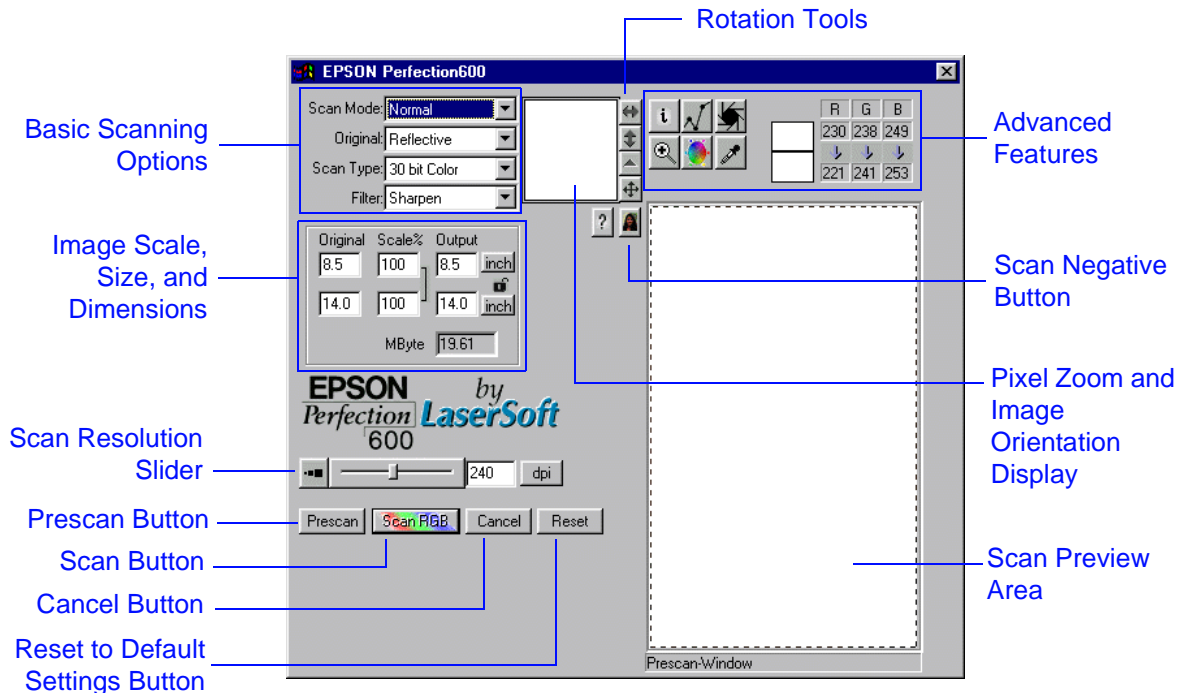 Rotation Tools
EPSON Perfection600
Basic Scanning
Options
Scan Mode: Normal
Original: Reflective
Scan Type: 30 bit Color
Filter: Sharpen
i
R G B
230 238 249
221 241 253
Advanced
Features
?
Image Scale,
Size, and
Dimensions
Original Scale% Output
8.5 100 8.5 inch
14.0 100 14.0 inch
MByte 19.61
Scan Negative
Button
EPSON
Perfection
600
by
LaserSoft
Pixel Zoom and
Image
Orientation
Display
Scan Resolution
Slider
240 dpi
Prescan Button
Prescan Scan RGB Cancel Reset
Scan Button
Cancel Button
Reset to Default
Settings Button
Scan Preview
Area
Prescan-Window